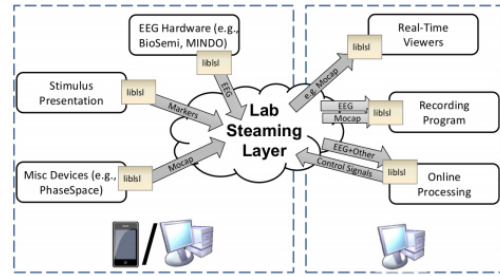 EEG Hardware (e.g.,
BioSemi, MINDO)
liblsl
Real-Time
Viewers
liblsl
Stimulus
Presentation
liblsl
EEG
Markers
e.g. Mocap
Lab
Steaming
Layer
EEG
Mocap
liblsl
Recording
Program
Misc Devices (e.g.,
PhaseSpace)
liblsl
Mocap
EEG+Other
Control Signals
liblsl
Online
Processing